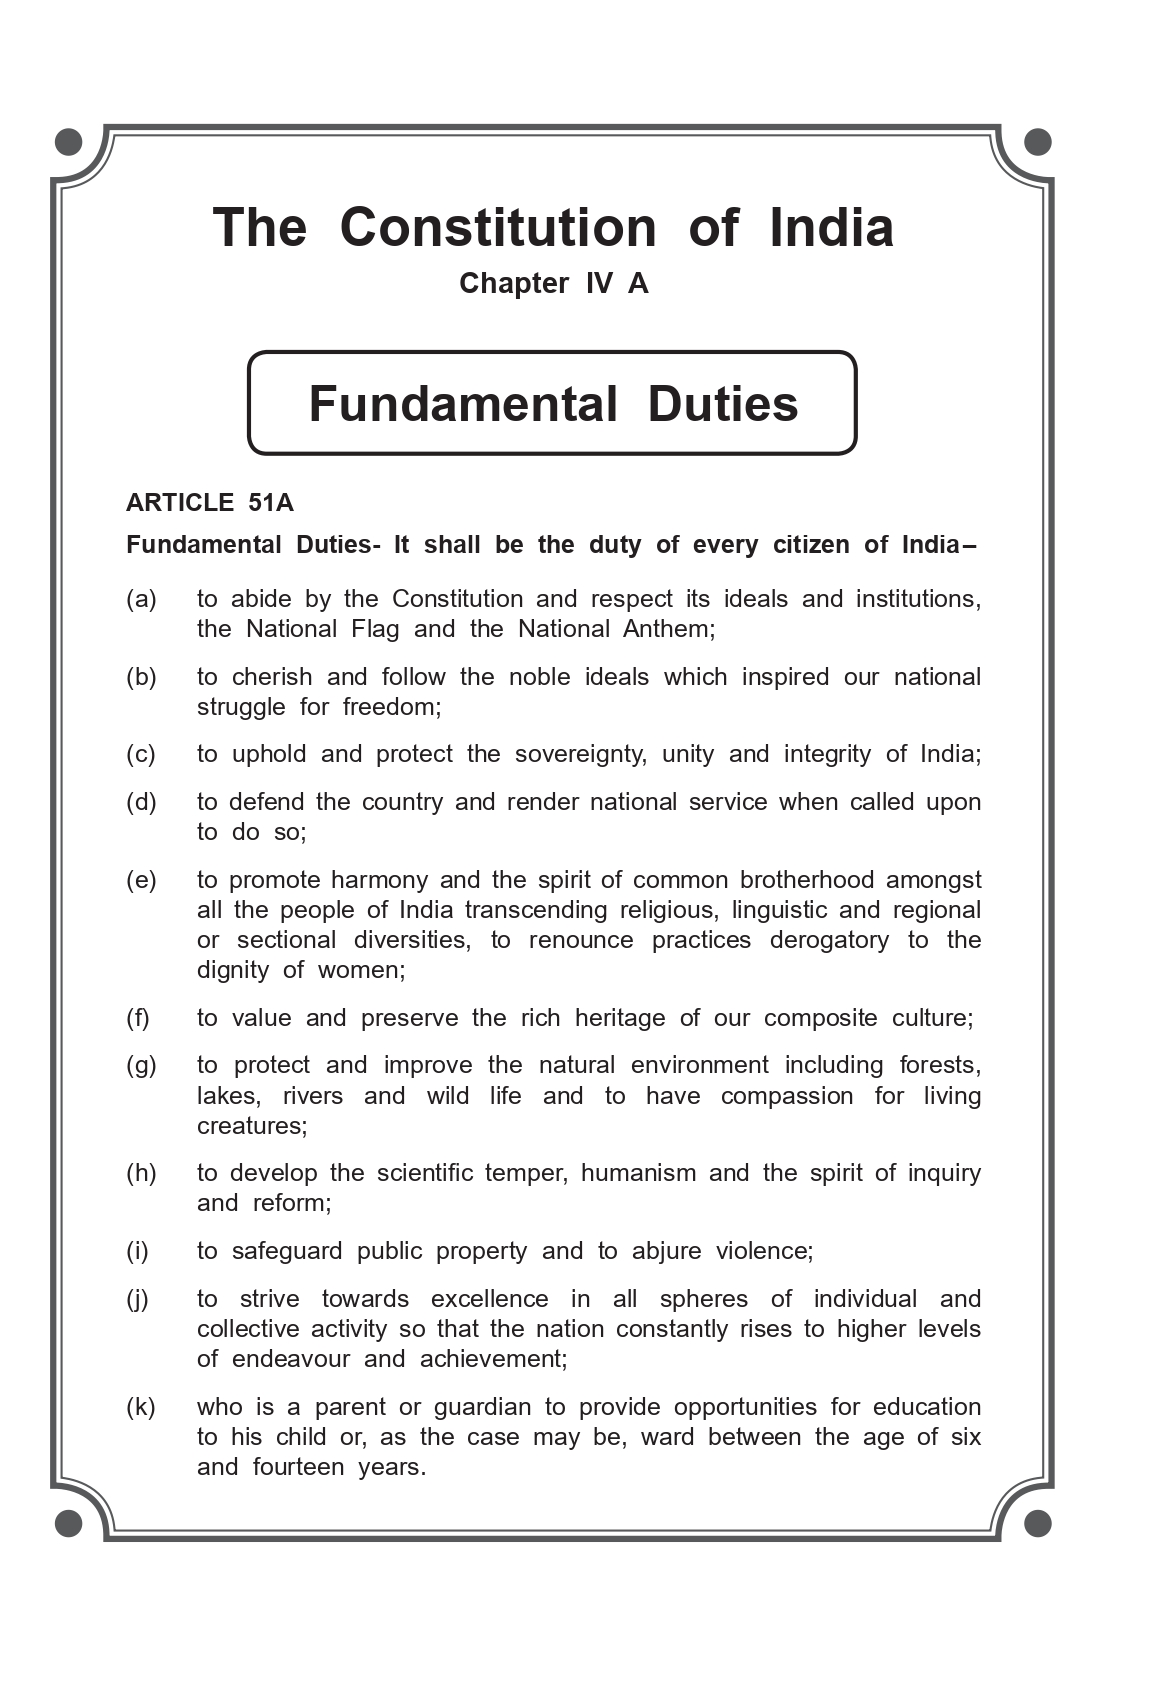 The Constitution of India
Chapter IV A
Fundamental Duties
ARTICLE 51A
Fundamental Duties- It shall be the duty of every citizen of India–
(a) to abide by the Constitution and respect its ideals and institutions,
the National Flag and the National Anthem;
(b) to cherish and follow the noble ideals which inspired our national
struggle for freedom;
(c) to uphold and protect the sovereignty, unity and integrity of India;
(d) to defend the country and render national service when called upon
to do so;
(e) to promote harmony and the spirit of common brotherhood amongst
all the people of India transcending religious, linguistic and regional
or sectional diversities, to renounce practices derogatory to the
dignity of women;
(f) to value and preserve the rich heritage of our composite culture;
(g) to protect and improve the natural environment including forests,
lakes, rivers and wild life and to have compassion for living
creatures;
(h) to develop the scientific temper, humanism and the spirit of inquiry
and reform;
(i) to safeguard public property and to abjure violence;
(j) to strive towards excellence in all spheres of individual and
collective activity so that the nation constantly rises to higher levels
of endeavour and achievement;
(k) who is a parent or guardian to provide opportunities for education
to his child or, as the case may be, ward between the age of six
and fourteen years.